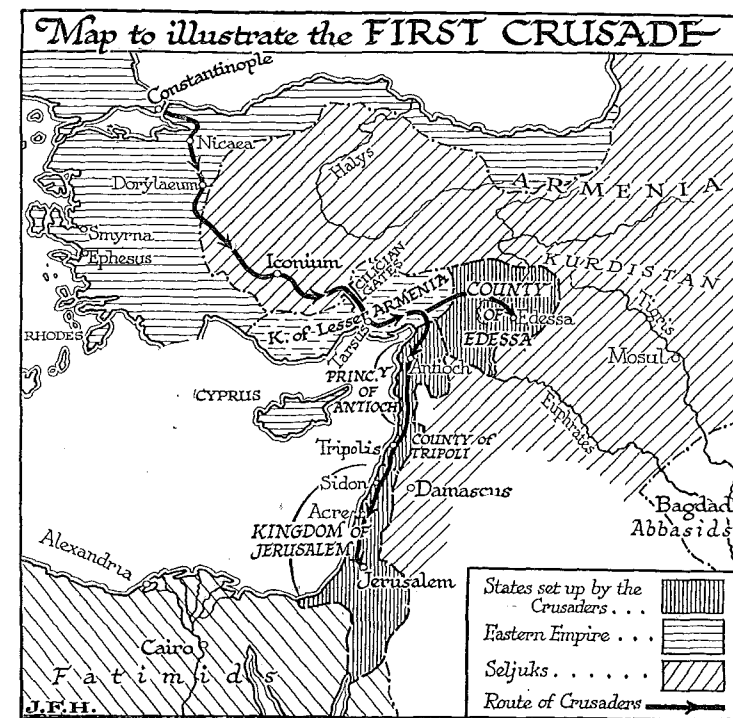 Map to illustrate the FIRST CRUSADE
Constantinople
Nicaea
Dorylaeum
Halys
ARMENIA
Smyrna
Ephesus
Iconium
CILICIAN
GATES
KURDISTAN
K. of Lesser ARMENIA
COUNTY
OF
EDESSA
Edessa
Tigris
RHODES
Tarsus
Mosul
Antioch
PRINC.Y
OF
ANTIOCH
CYPRUS
Euphrates
Tripolis
COUNTY of
TRIPOLI
Sidon
Damascus
Acre
Bagdad
Abbasids
KINGDOM OF
JERUSALEM
Alexandria
Jerusalem
Cairo
Fatimids
States set up by the
Crusaders . . .
Eastern Empire . . .
Seljuks . . . . . .
Route of Crusaders
J.F.H.